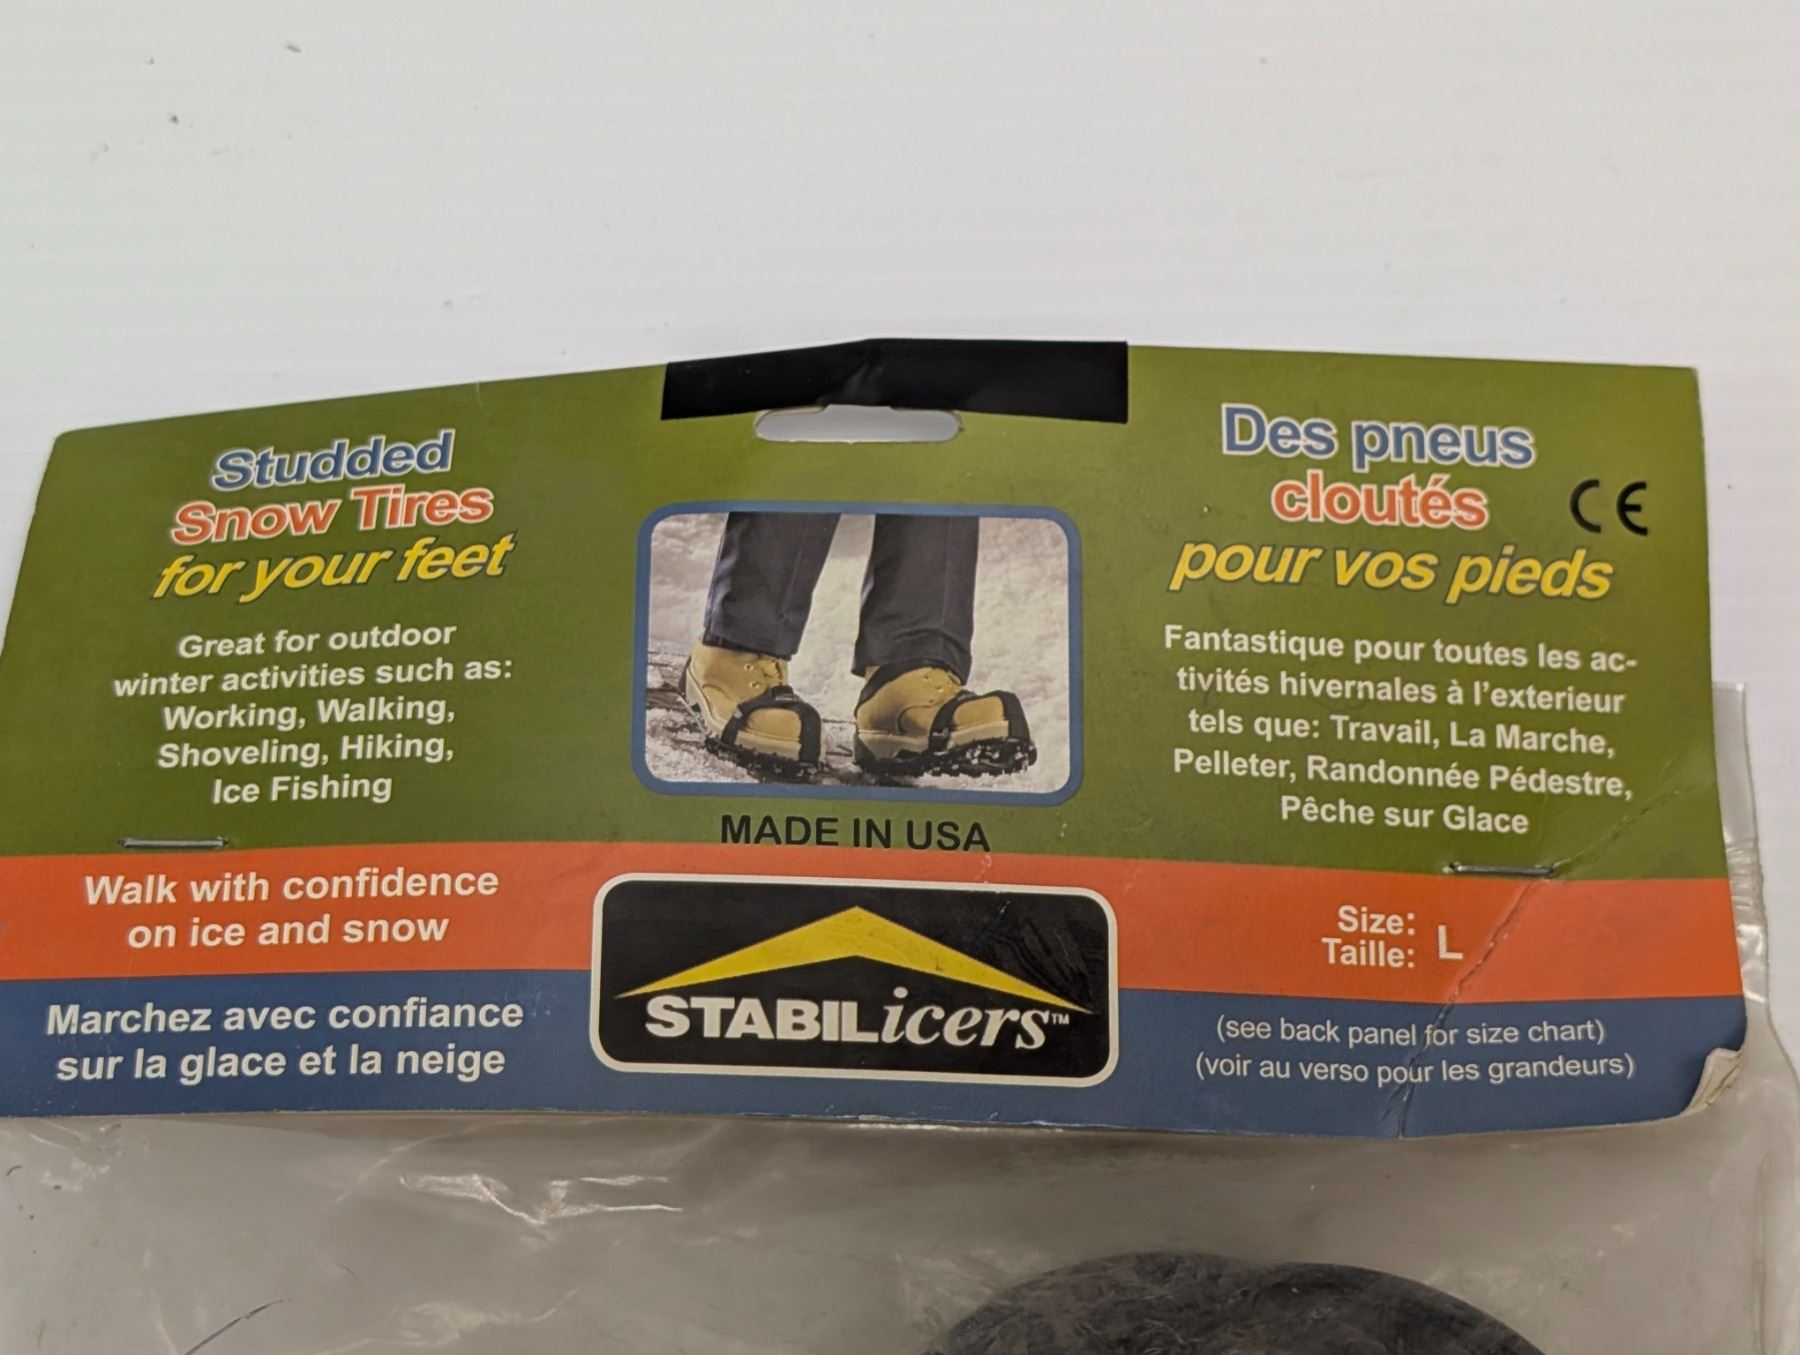 Studded
Snow Tires
for your feet
Great for outdoor
winter activities such as:
Working, Walking,
Shoveling, Hiking,
Ice Fishing
Walk with confidence
on ice and snow
Marchez avec confiance
sur la glace et la neige
MADE IN USA
STABILicers™
Des pneus
cloutés
CE
pour vos pieds
Fantastique pour toutes les ac-
tivités hivernales à l'exterieur
tels que: Travail, La Marche,
Pelleter, Randonnée Pédestre,
Pêche sur Glace
Size:
Taille: L
(see back panel for size chart)
(voir au verso pour les grandeurs)